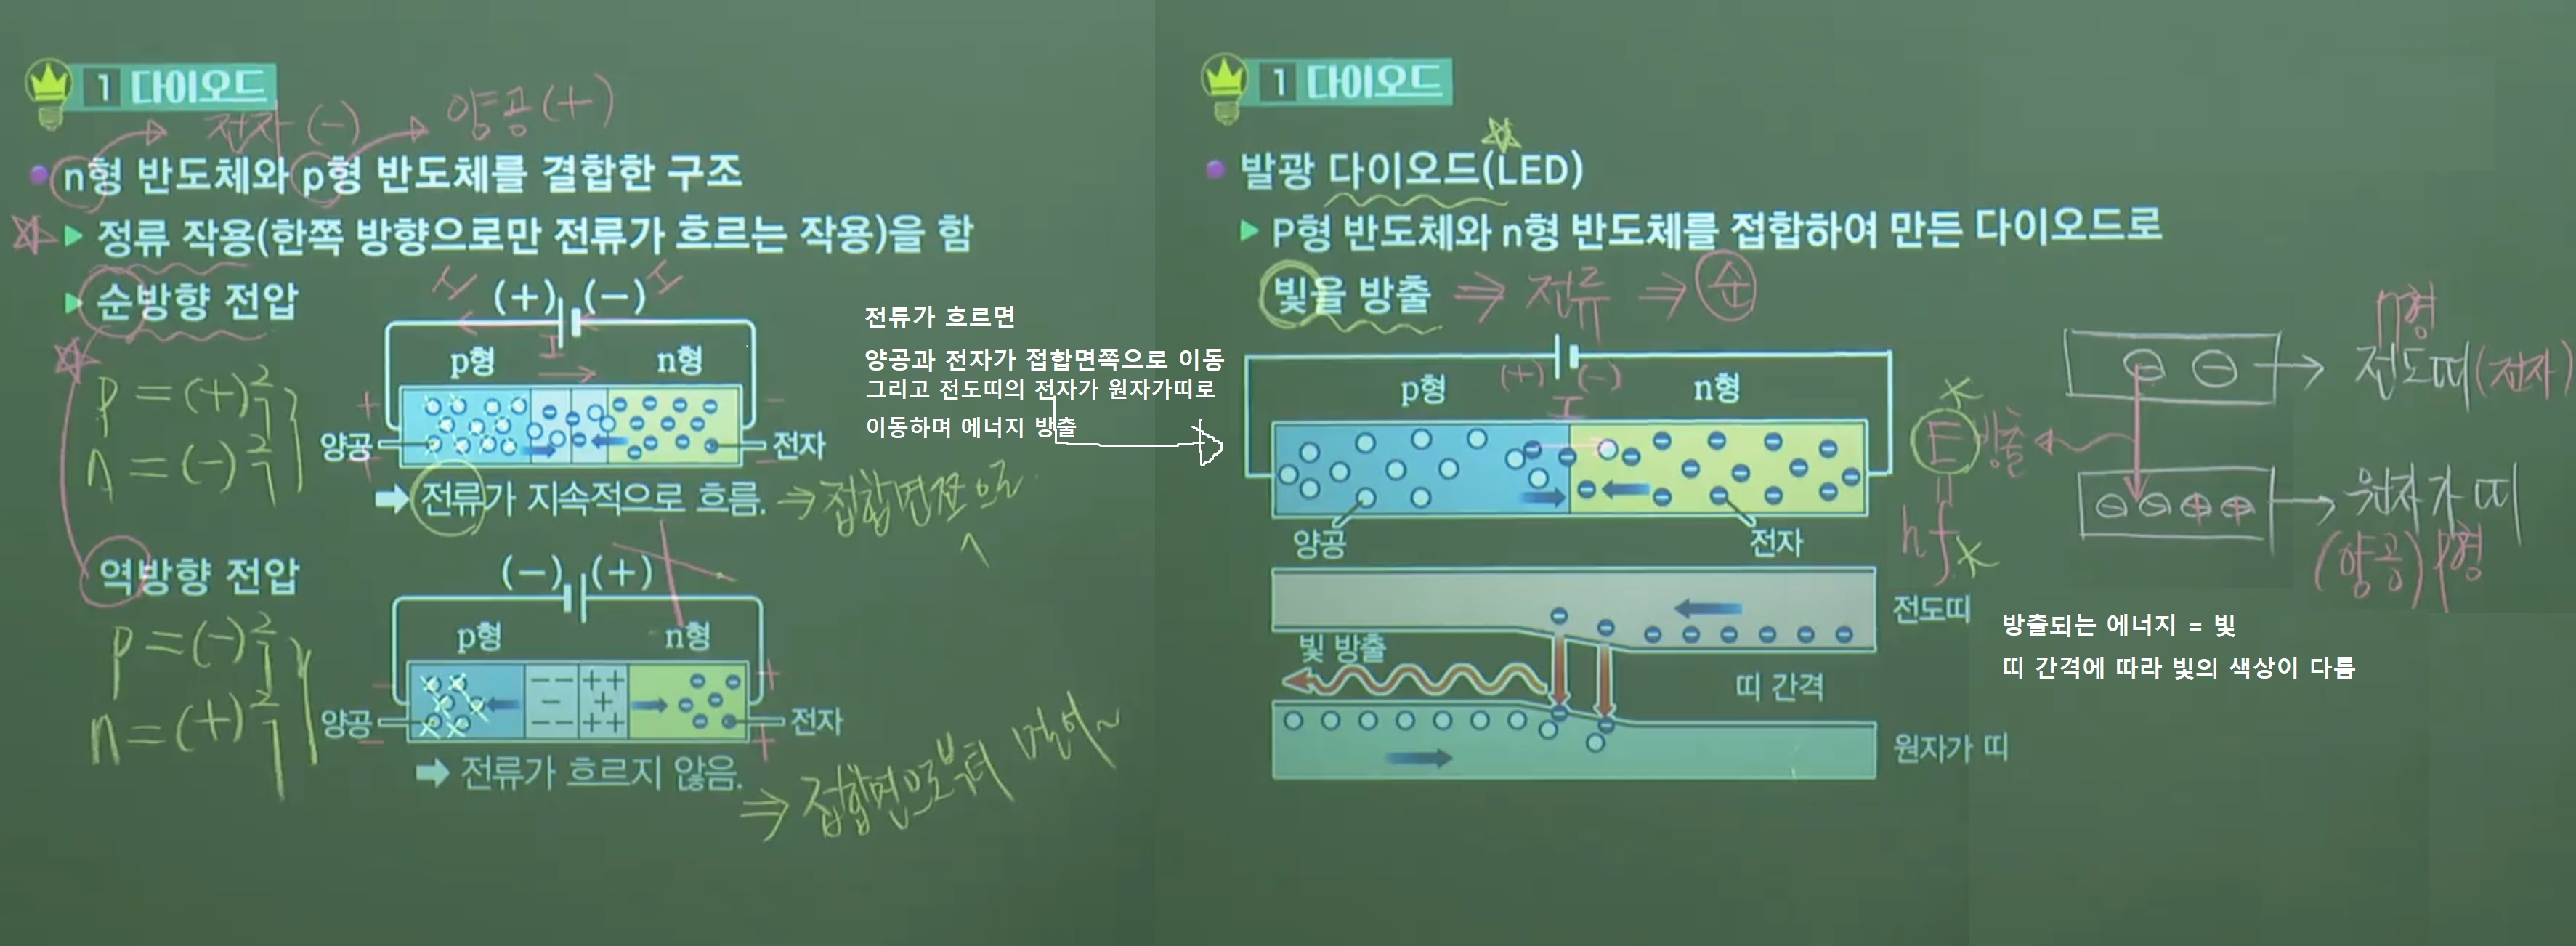 1 다이오드
전자 (-) 양공 (+)
n형 반도체와 p형 반도체를 결합한 구조
정류 작용(한쪽 방향으로만 전류가 흐르는 작용)을 함
순방향 전압
(+) (-)
I
p형 n형
p = (+)극
n = (-)극
양공 전자
전류가 지속적으로 흐름. ⇒ 접합면쪽으로
역방향 전압
(-) (+)
p형 n형
p = (-)극
n = (+)극
양공 전자
전류가 흐르지 않음.
⇒ 접합면으로부터 멀어~
전류가 흐르면
양공과 전자가 접합면쪽으로 이동
그리고 전도띠의 전자가 원자가띠로
이동하며 에너지 방출
1 다이오드
발광 다이오드(LED)
P형 반도체와 n형 반도체를 접합하여 만든 다이오드로
빛을 방출 ⇒ 전류 ⇒ 순
(+) (-)
I
p형 n형
양공 전자
전도띠
빛 방출
띠 간격
원자가 띠
n형
전도띠 (전자)
E 방출
=
hf
원자가 띠
(양공) p형
방출되는 에너지 = 빛
띠 간격에 따라 빛의 색상이 다름